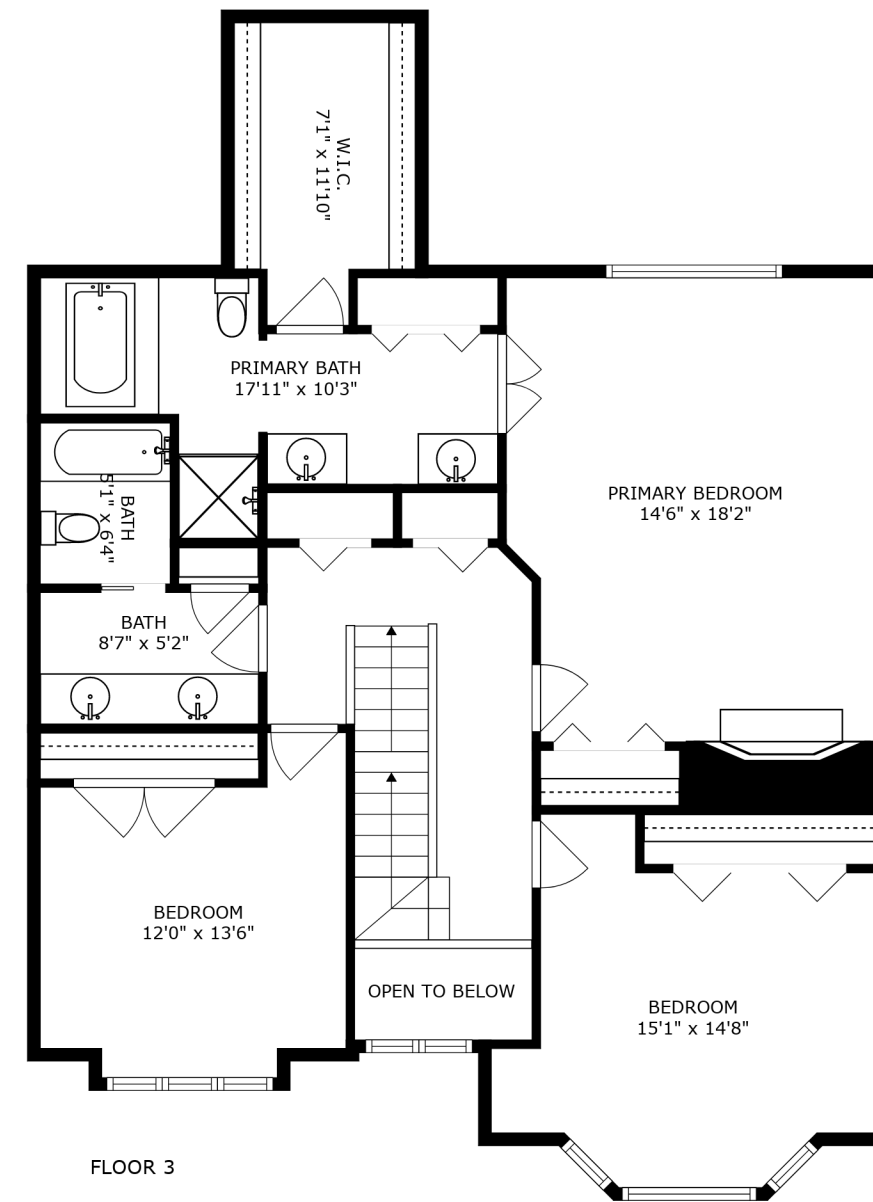 W.I.C.
7'1" x 11'10"
PRIMARY BATH
17'11" x 10'3"
PRIMARY BEDROOM
14'6" x 18'2"
BATH
5'1" x 6'4"
BATH
8'7" x 5'2"
BEDROOM
12'0" x 13'6"
OPEN TO BELOW
BEDROOM
15'1" x 14'8"
FLOOR 3